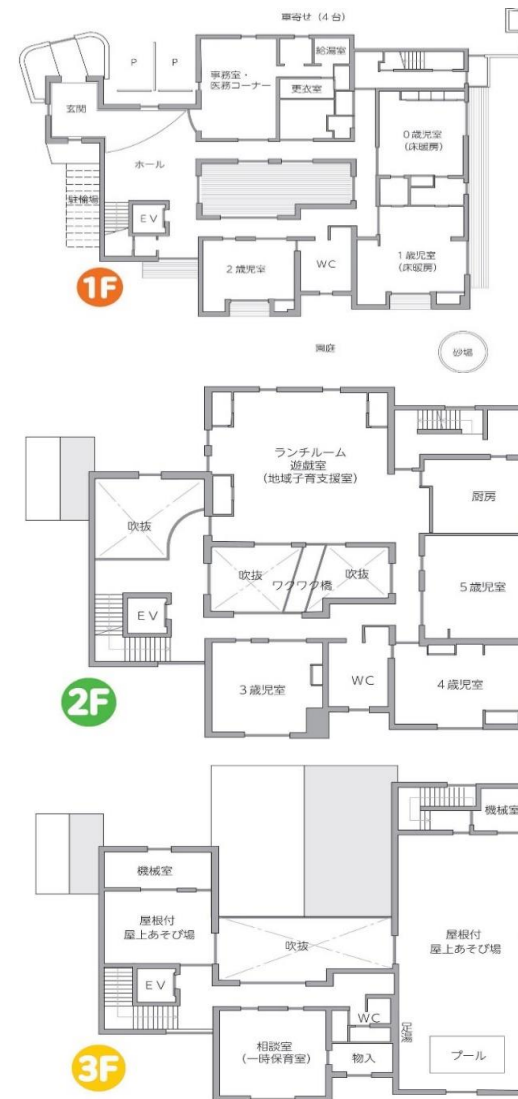 車寄せ（4台）
P
P
事務室・
医務コーナー
給湯室
更衣室
玄関
0歳児室
（床暖房）
ホール
駐輪場
EV
2歳児室
WC
1歳児室
（床暖房）
1F
園庭
砂場
ランチルーム
遊戯室
（地域子育支援室）
厨房
吹抜
吹抜
ワクワク橋
吹抜
5歳児室
EV
3歳児室
WC
4歳児室
2F
機械室
機械室
屋根付
屋上あそび場
吹抜
屋根付
屋上あそび場
EV
WC
足湯
相談室
（一時保育室）
物入
プール
3F